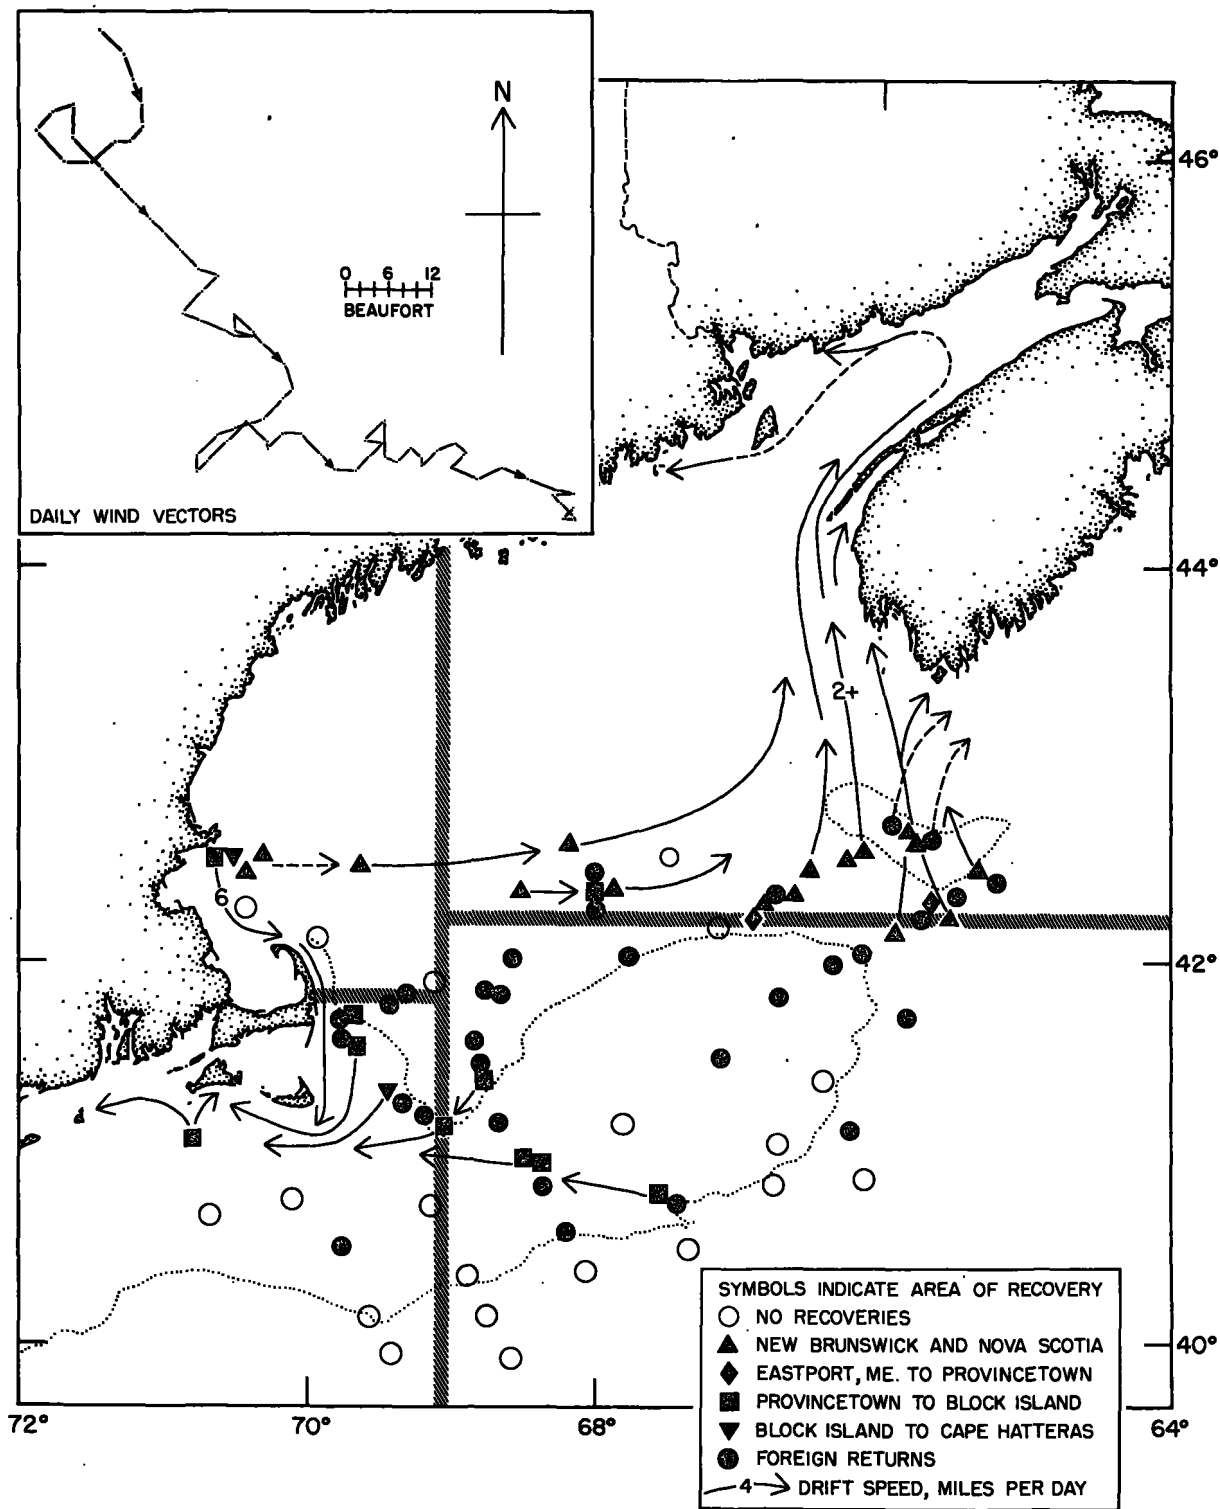 N
0 6 12
BEAUFORT
DAILY WIND VECTORS
46°
44°
2+
6
42°
40°
SYMBOLS INDICATE AREA OF RECOVERY
NO RECOVERIES
NEW BRUNSWICK AND NOVA SCOTIA
EASTPORT, ME. TO PROVINCETOWN
PROVINCETOWN TO BLOCK ISLAND
BLOCK ISLAND TO CAPE HATTERAS
FOREIGN RETURNS
4 DRIFT SPEED, MILES PER DAY
72° 70° 68° 64°